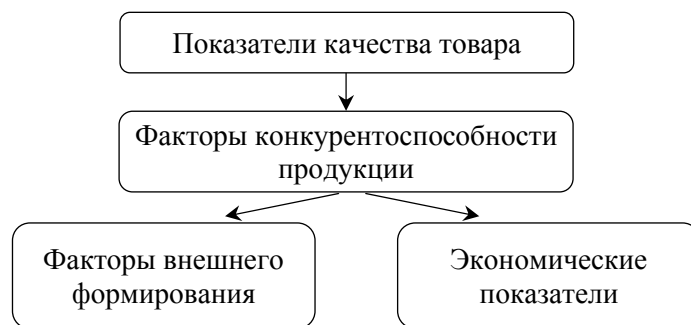 Показатели качества товара
Факторы конкурентоспособности
продукции
Факторы внешнего
формирования
Экономические
показатели